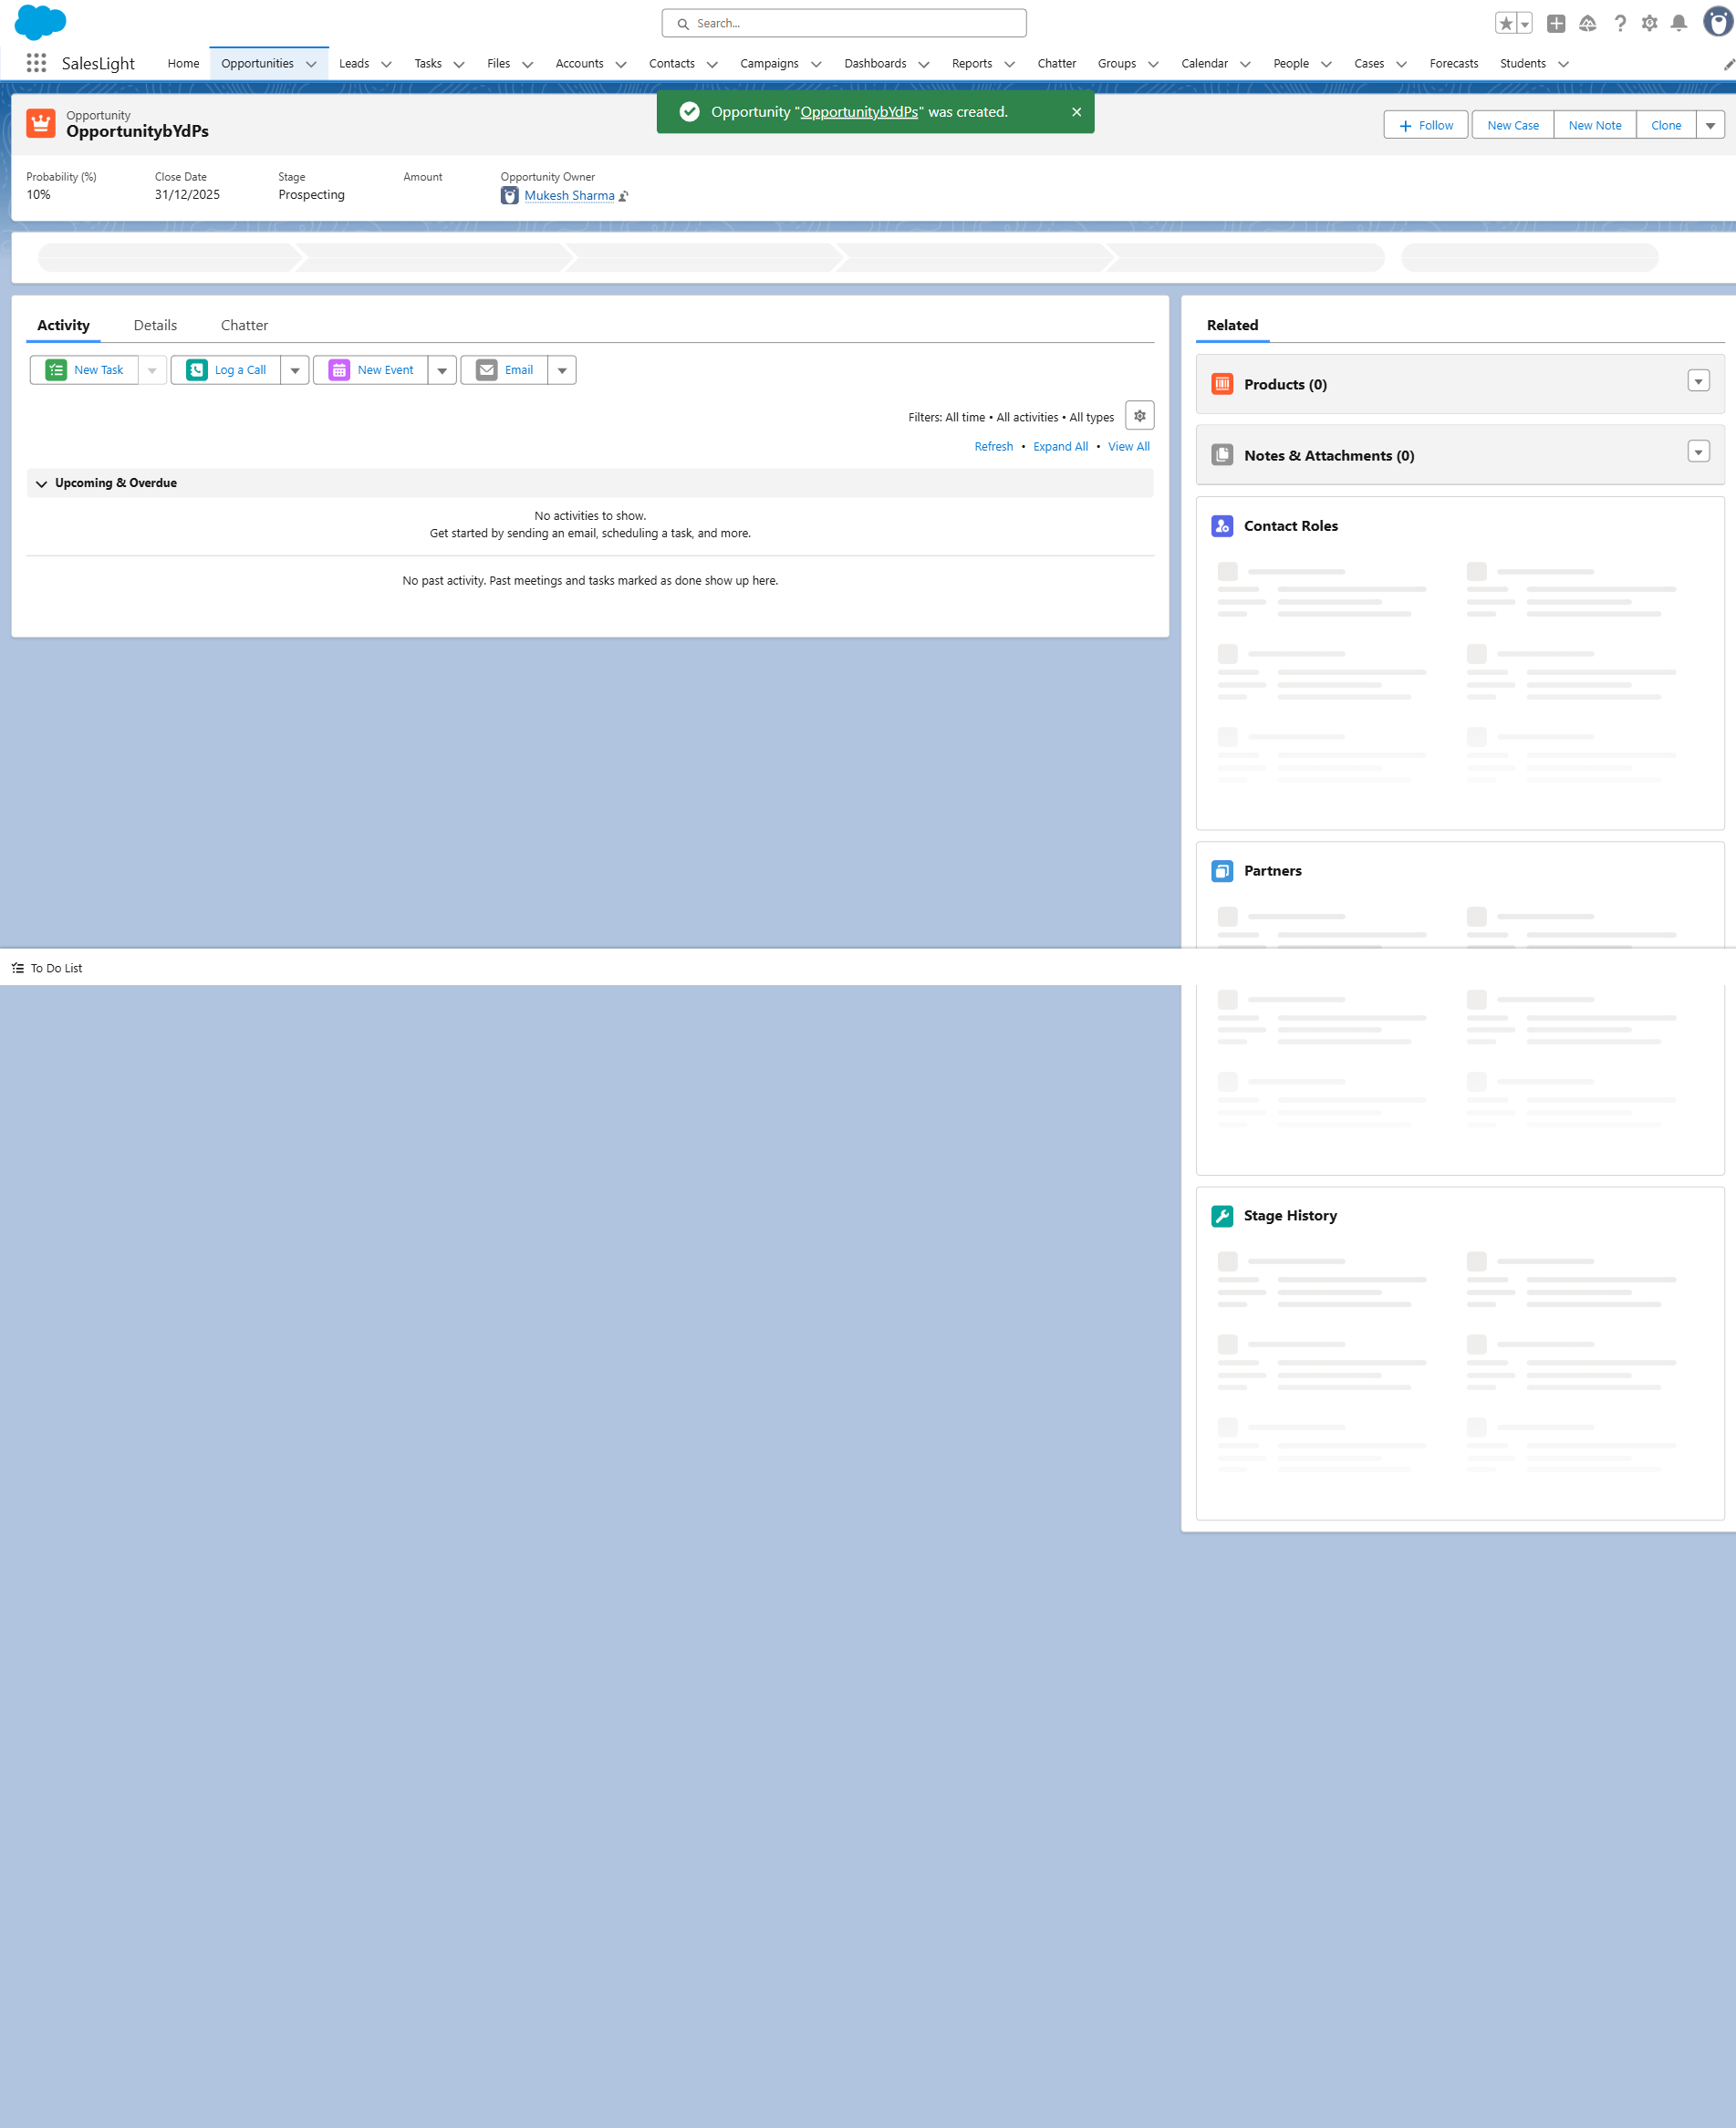 Search...
SalesLight
Home Opportunities Leads Tasks Files Accounts Contacts Campaigns Dashboards Reports Chatter Groups Calendar People Cases Forecasts Students
Opportunity "OpportunitybYdPs" was created.
Opportunity
OpportunitybYdPs
Follow New Case New Note Clone
Probability (%) Close Date Stage Amount Opportunity Owner
10% 31/12/2025 Prospecting Mukesh Sharma
Activity Details Chatter
New Task Log a Call New Event Email
Filters: All time • All activities • All types
Refresh • Expand All • View All
Upcoming & Overdue
No activities to show.
Get started by sending an email, scheduling a task, and more.
No past activity. Past meetings and tasks marked as done show up here.
Related
Products (0)
Notes & Attachments (0)
Contact Roles
Partners
To Do List
Stage History